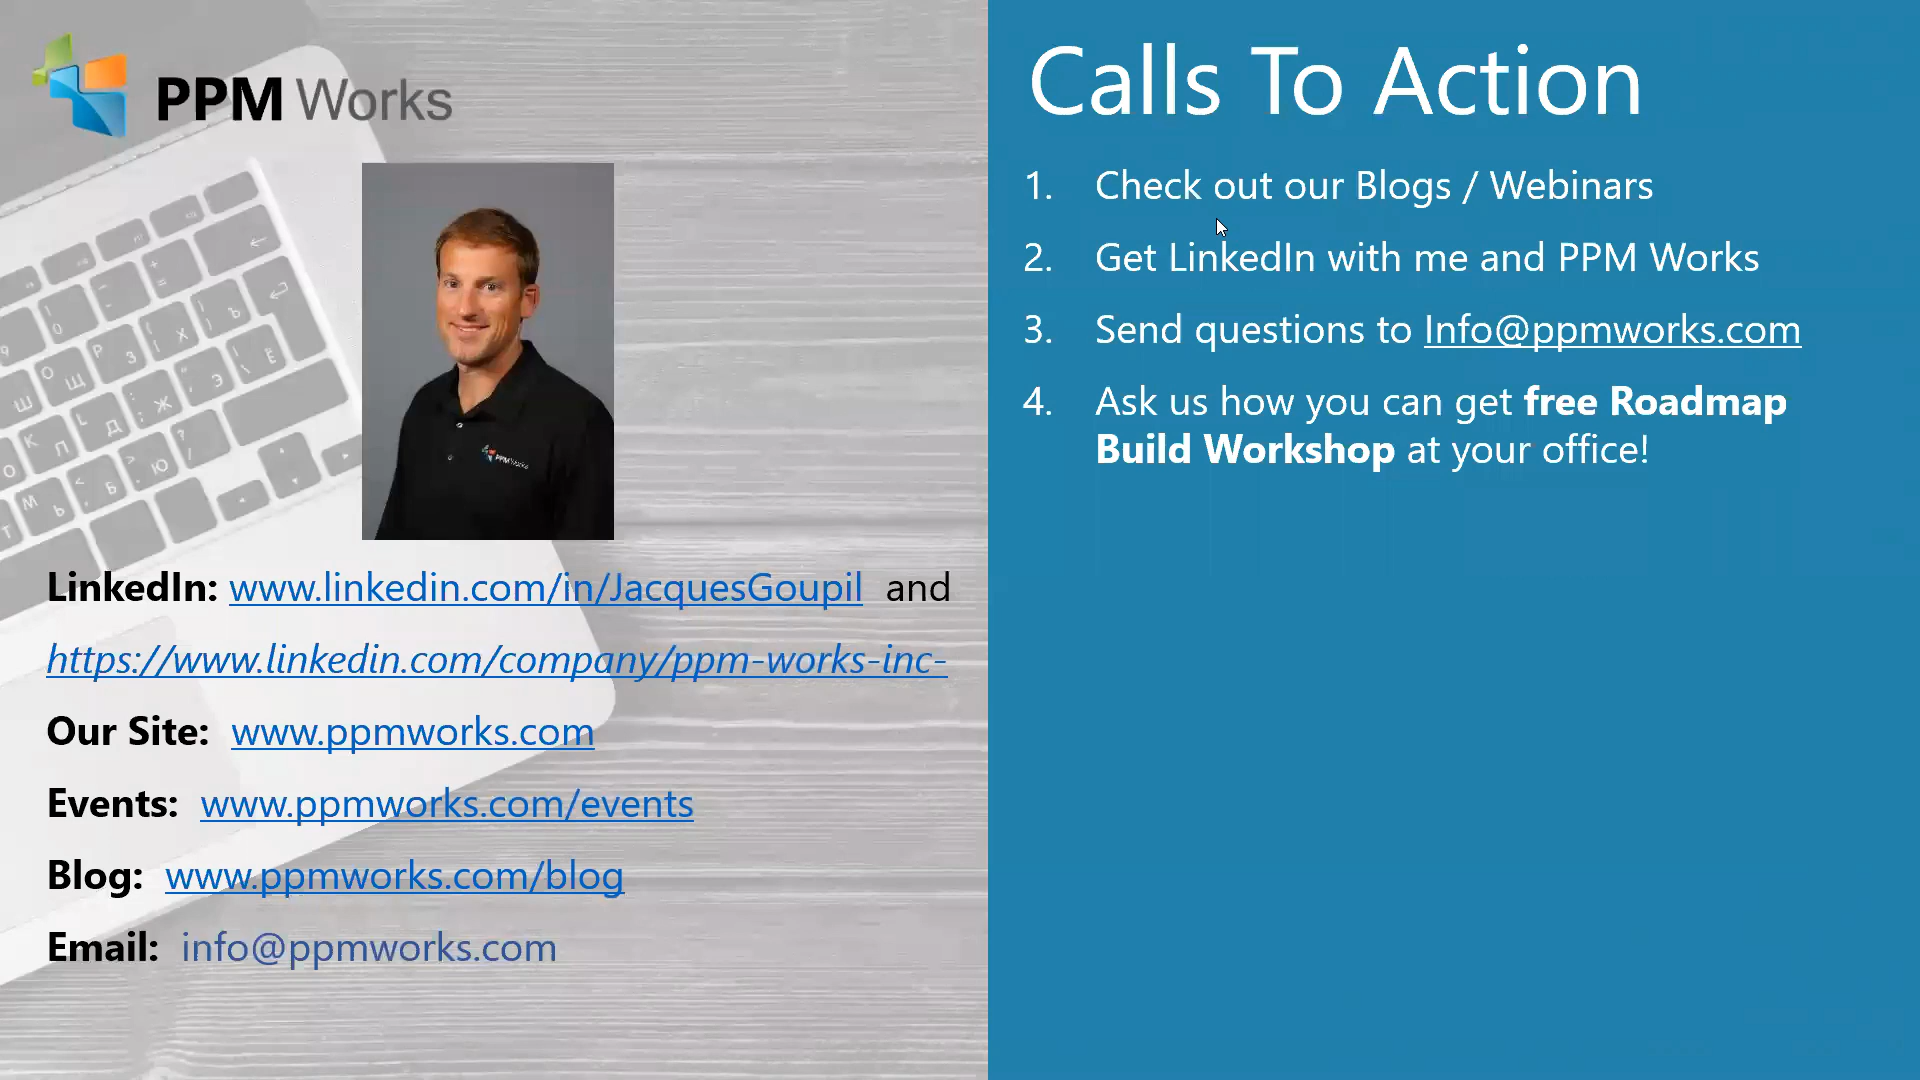 PPM Works
LinkedIn: www.linkedin.com/in/JacquesGoupil and
https://www.linkedin.com/company/ppm-works-inc-
Our Site: www.ppmworks.com
Events: www.ppmworks.com/events
Blog: www.ppmworks.com/blog
Email: info@ppmworks.com
Calls To Action
1. Check out our Blogs / Webinars
2. Get LinkedIn with me and PPM Works
3. Send questions to Info@ppmworks.com
4. Ask us how you can get free Roadmap
Build Workshop at your office!